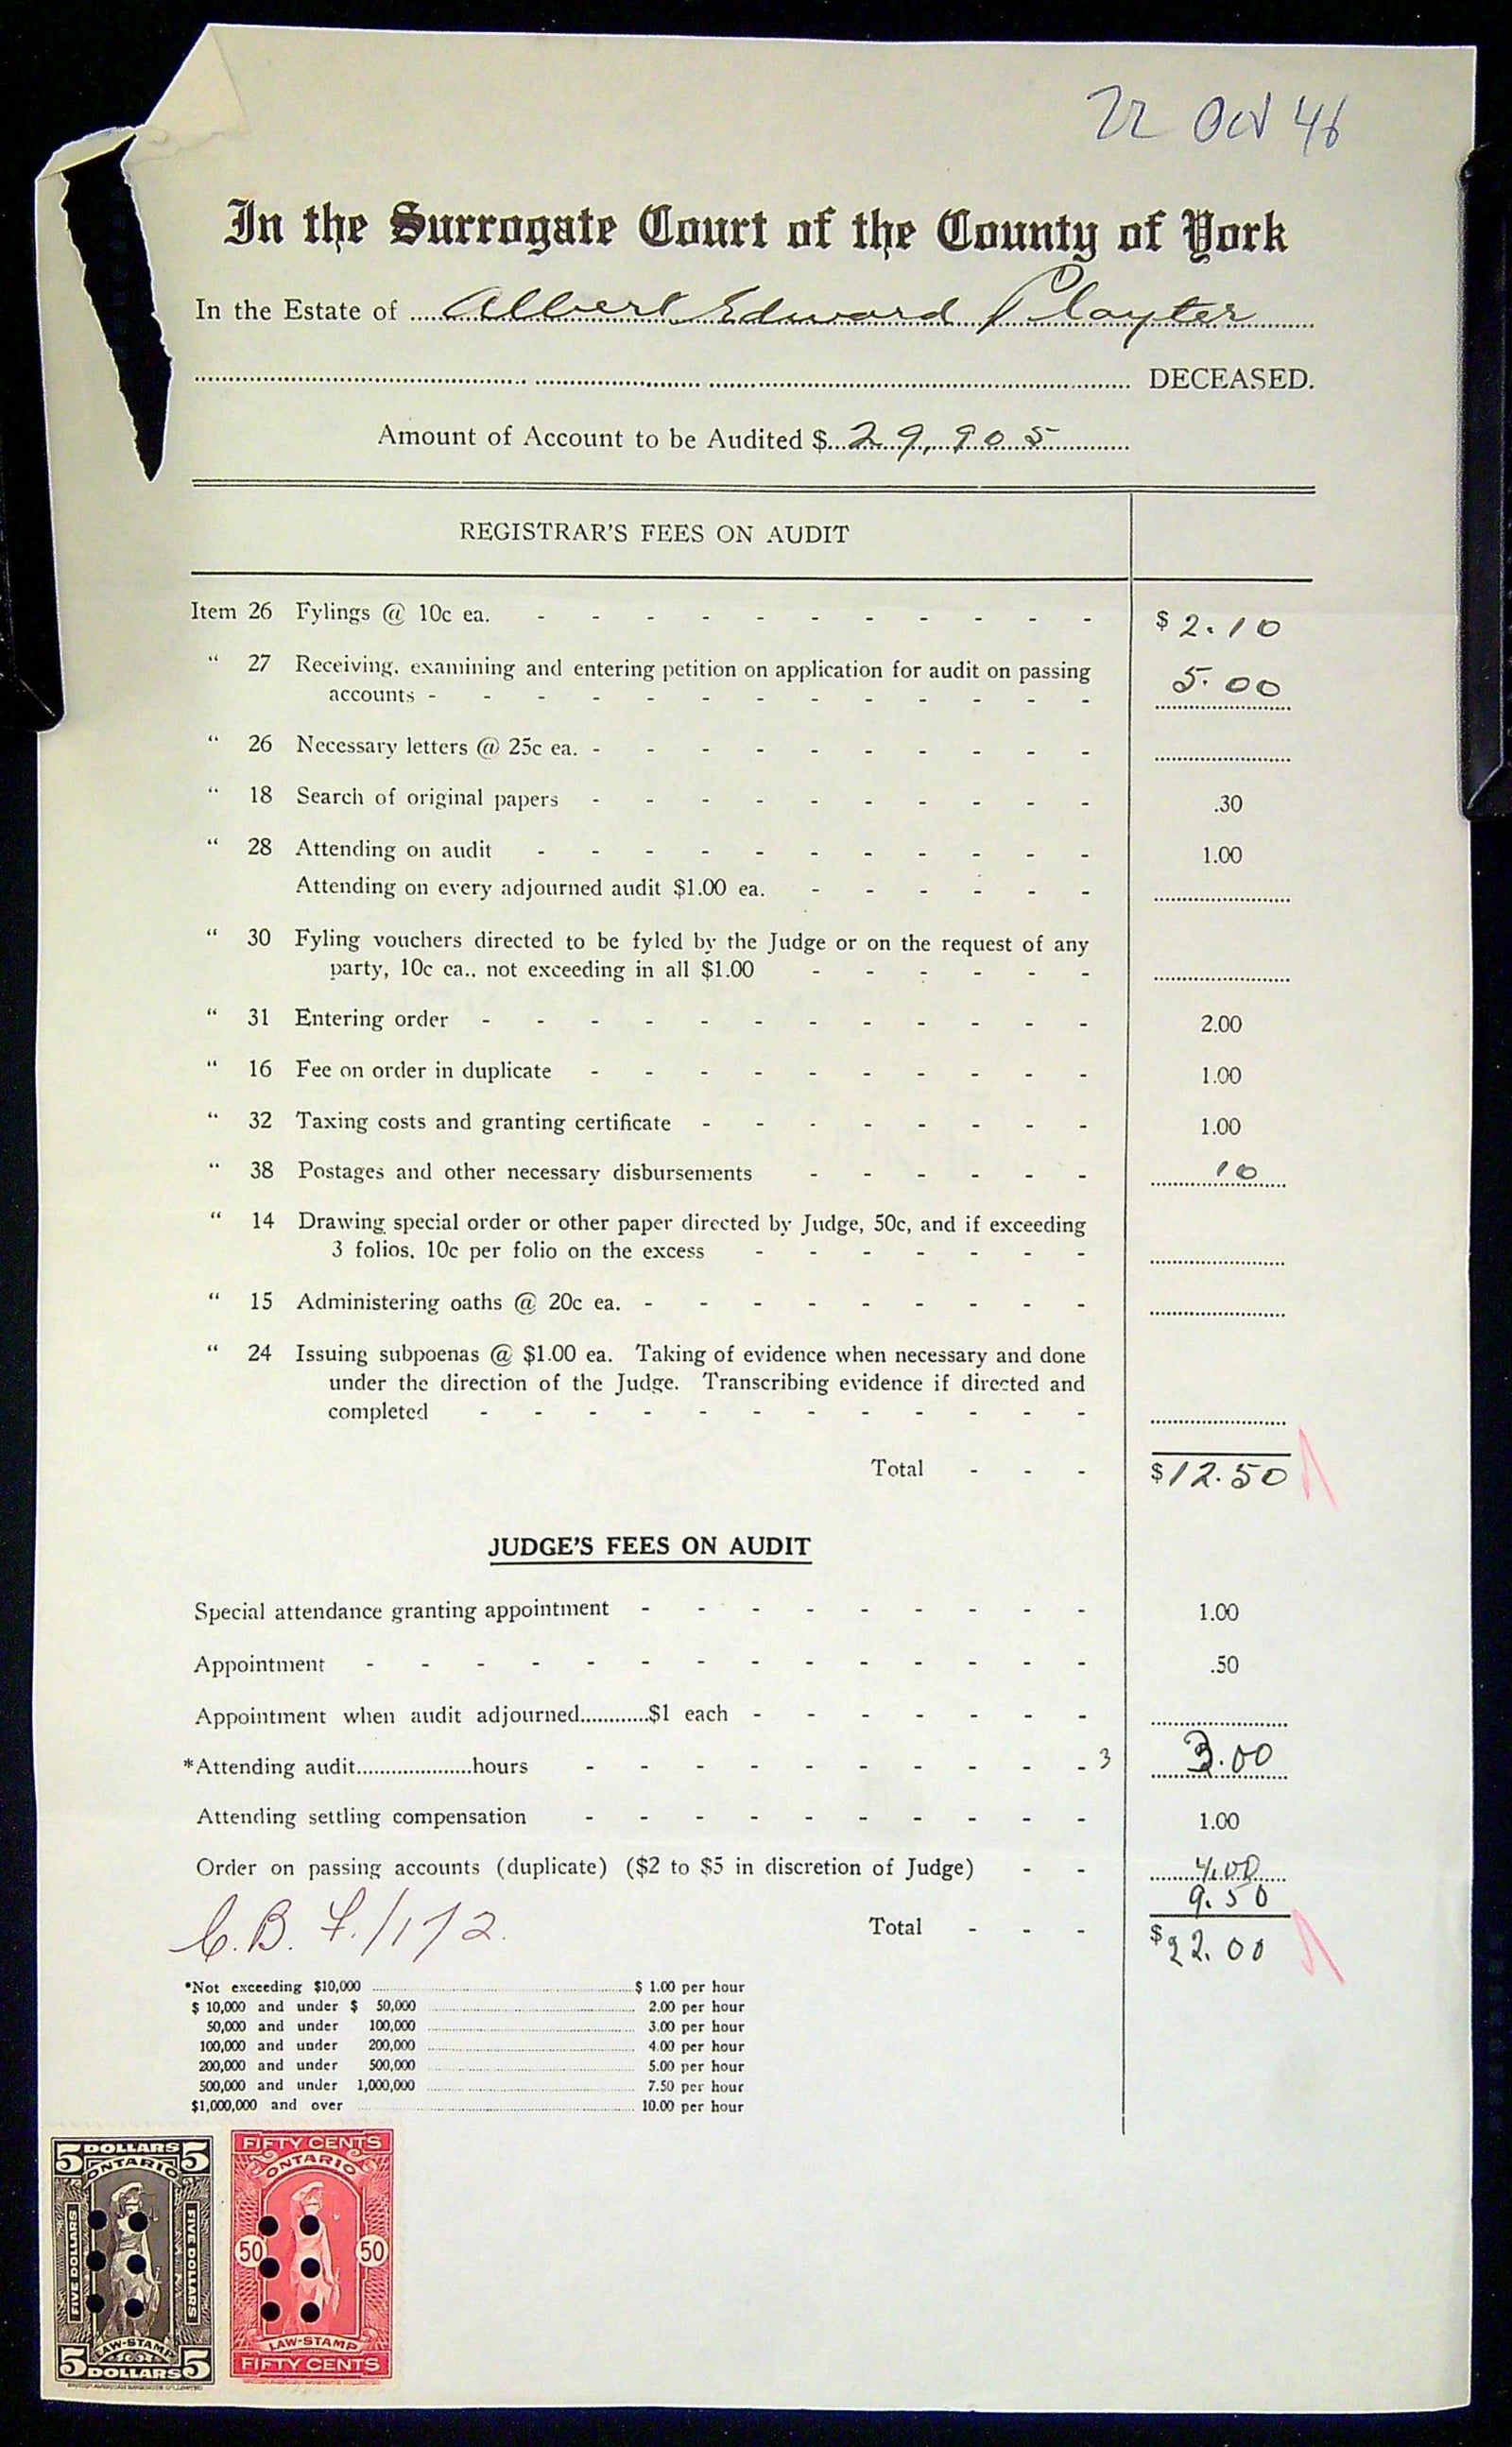 22 Oct 46
In the Surrogate Court of the County of York
In the Estate of Albert Edward Playter
DECEASED.
Amount of Account to be Audited $ 29,905
REGISTRAR'S FEES ON AUDIT
Item 26 Fylings @ 10c ea. - - - - - - - - - - - $ 2.10
" 27 Receiving, examining and entering petition on application for audit on passing
accounts - - - - - - - - - - - - - 5.00
" 26 Necessary letters @ 25c ea. - - - - - - - - - -
" 18 Search of original papers - - - - - - - - - - .30
" 28 Attending on audit - - - - - - - - - - - 1.00
Attending on every adjourned audit $1.00 ea. - - - - - -
" 30 Fyling vouchers directed to be fyled by the Judge or on the request of any
party, 10c ea., not exceeding in all $1.00 - - - - - -
" 31 Entering order - - - - - - - - - - - - 2.00
" 16 Fee on order in duplicate - - - - - - - - - - 1.00
" 32 Taxing costs and granting certificate - - - - - - - - 1.00
" 38 Postages and other necessary disbursements - - - - - - 10
" 14 Drawing special order or other paper directed by Judge, 50c, and if exceeding
3 folios, 10c per folio on the excess - - - - - - -
" 15 Administering oaths @ 20c ea. - - - - - - - - -
" 24 Issuing subpoenas @ $1.00 ea. Taking of evidence when necessary and done
under the direction of the Judge. Transcribing evidence if directed and
completed - - - - - - - - - - - -
Total - - - $12.50
JUDGE'S FEES ON AUDIT
Special attendance granting appointment - - - - - - - - - 1.00
Appointment - - - - - - - - - - - - - - .50
Appointment when audit adjourned............$1 each - - - - - - -
*Attending audit....................hours - - - - - - - - - - 3 3.00
Attending settling compensation - - - - - - - - - - 1.00
Order on passing accounts (duplicate) ($2 to $5 in discretion of Judge) - - 4.00
9.50
C.B. F./172.
Total - - - $22.00
*Not exceeding $10,000 $ 1.00 per hour
$ 10,000 and under $ 50,000 2.00 per hour
50,000 and under 100,000 3.00 per hour
100,000 and under 200,000 4.00 per hour
200,000 and under 500,000 5.00 per hour
500,000 and under 1,000,000 7.50 per hour
$1,000,000 and over 10.00 per hour
5 DOLLARS 5
ONTARIO
FIVE DOLLARS
FIVE DOLLARS
LAW-STAMP
5 DOLLARS 5
FIFTY CENTS
ONTARIO
50 50
LAW-STAMP
FIFTY CENTS